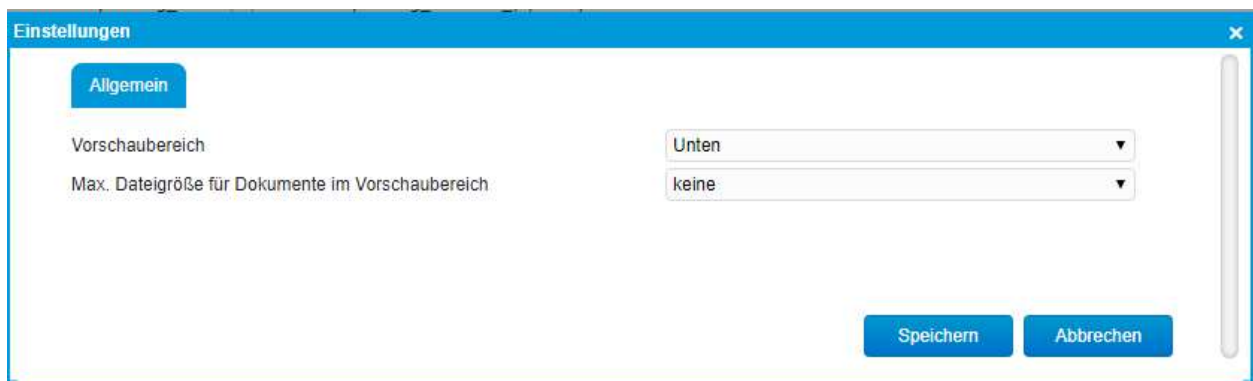 Einstellungen
Allgemein
Vorschaubereich Unten
Max. Dateigröße für Dokumente im Vorschaubereich keine
Speichern Abbrechen